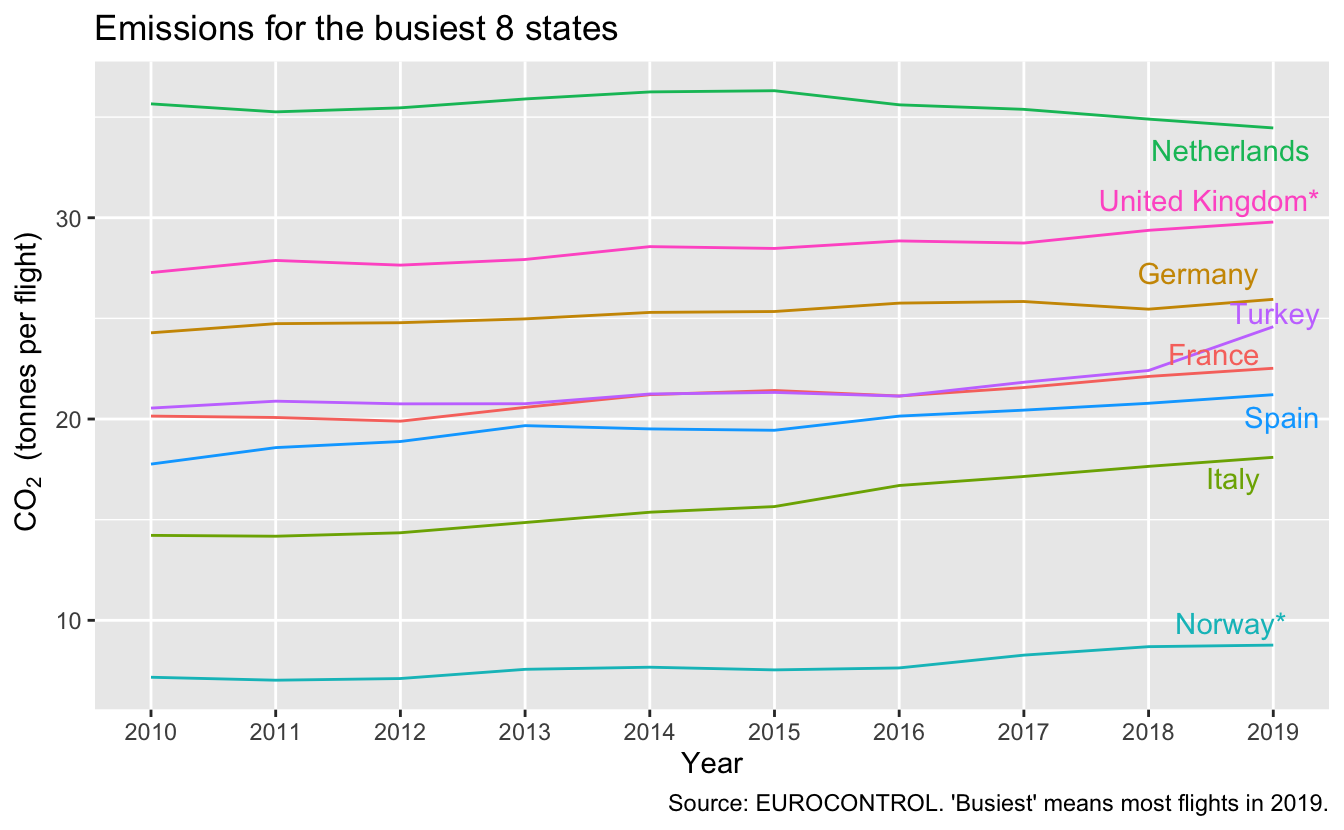 Emissions for the busiest 8 states
CO₂ (tonnes per flight)
30
20
10
Netherlands
United Kingdom*
Germany
Turkey
France
Spain
Italy
Norway*
2010 2011 2012 2013 2014 2015 2016 2017 2018 2019
Year
Source: EUROCONTROL. 'Busiest' means most flights in 2019.